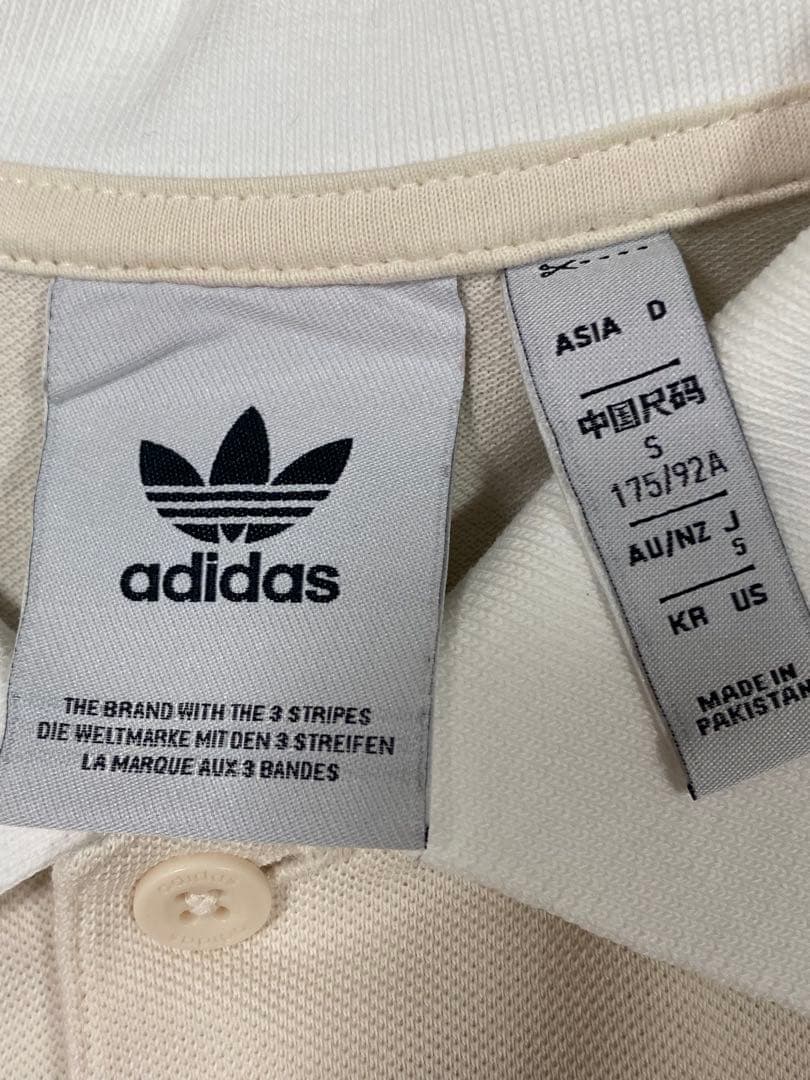 adidas
THE BRAND WITH THE 3 STRIPES
DIE WELTMARKE MIT DEN 3 STREIFEN
LA MARQUE AUX 3 BANDES
ASIA D
中国尺码
S
175/92A
AU/NZ J
S
KR US
MADE IN
PAKISTAN
adidas